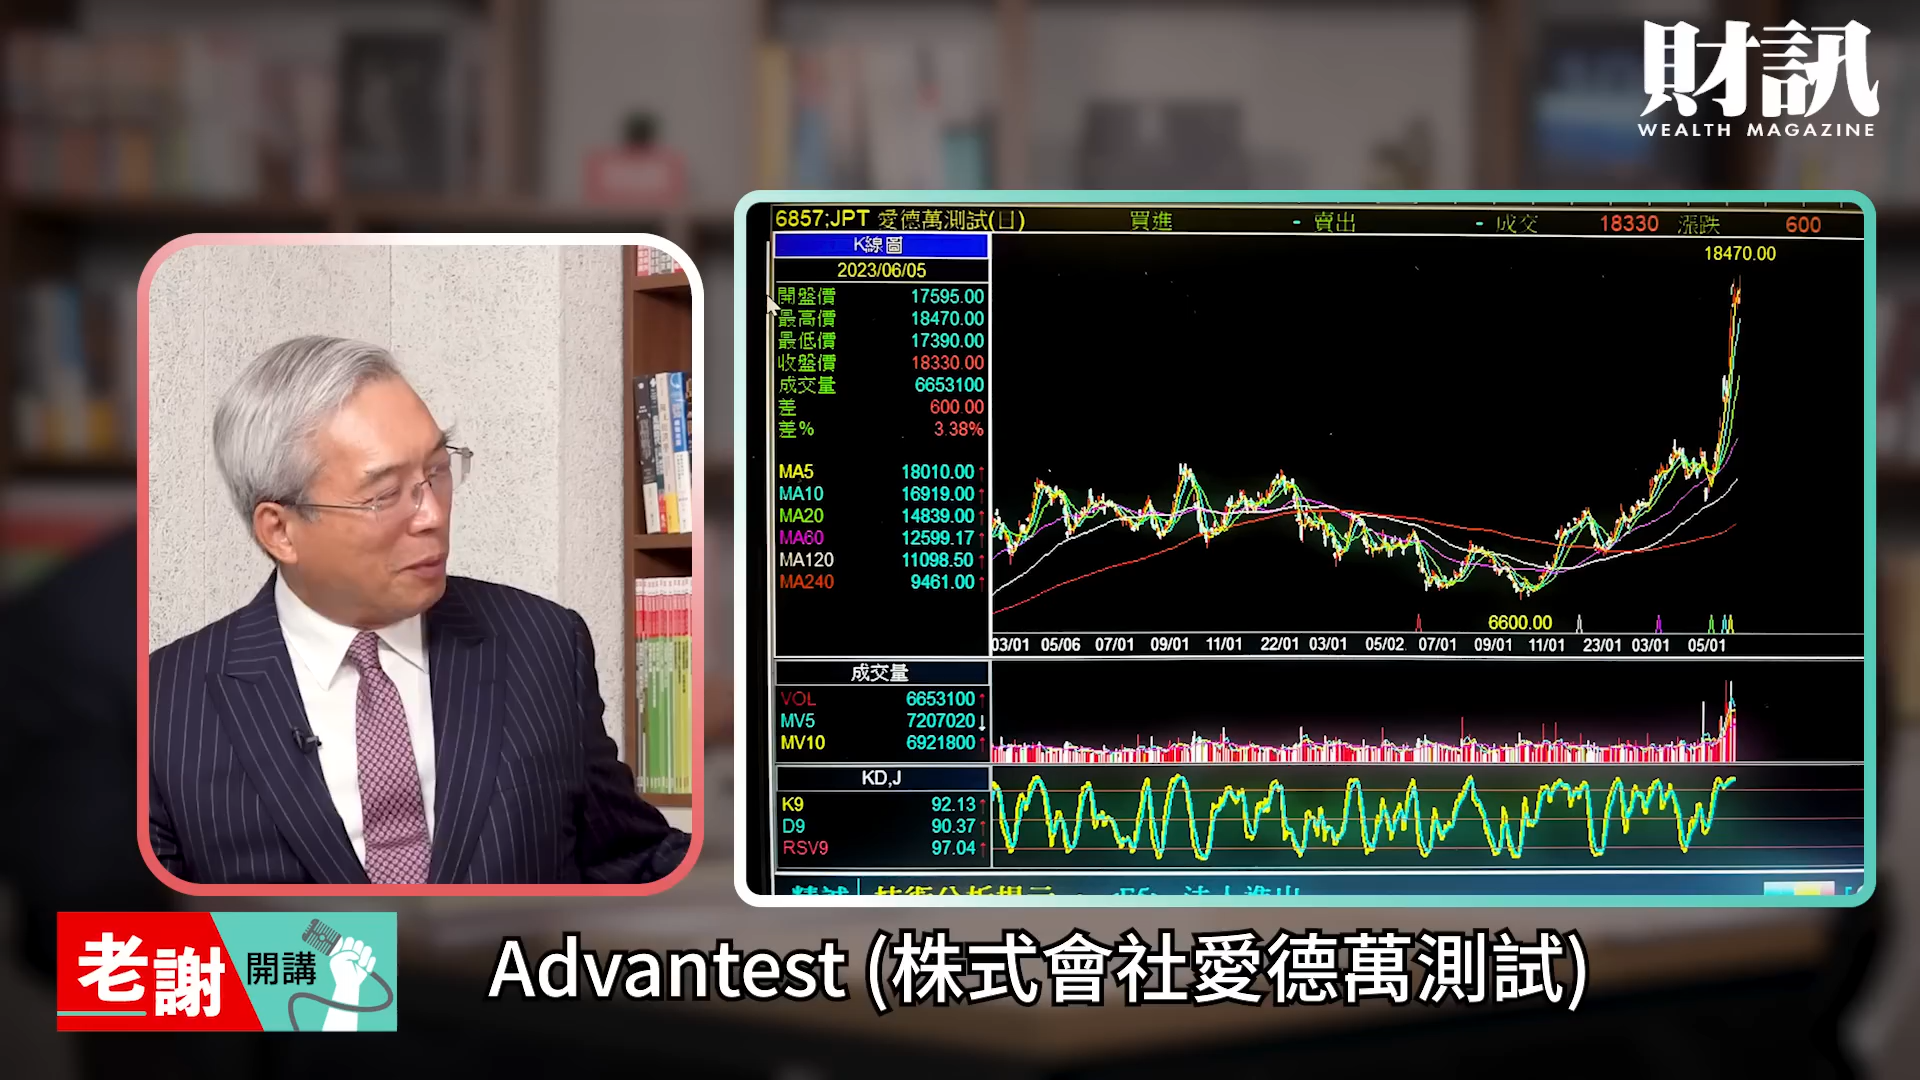 財訊
WEALTH MAGAZINE
6857;JPT 愛德萬測試(日) 買進 - 賣出 - 成交 18330 漲跌 600
K線圖
2023/06/05
開盤價 17595.00
最高價 18470.00
最低價 17390.00
收盤價 18330.00
成交量 6653100
差 600.00
差% 3.38%
MA5 18010.00↑
MA10 16919.00↑
MA20 14839.00↑
MA60 12599.17↑
MA120 11098.50↑
MA240 9461.00↑
18470.00
6600.00
03/01 05/06 07/01 09/01 11/01 22/01 03/01 05/02 07/01 09/01 11/01 23/01 03/01 05/01
成交量
VOL 6653100↑
MV5 7207020↓
MV10 6921800↑
KD,J
K9 92.13↑
D9 90.37↑
RSV9 97.04↑
老謝
開講
Advantest (株式會社愛德萬測試)